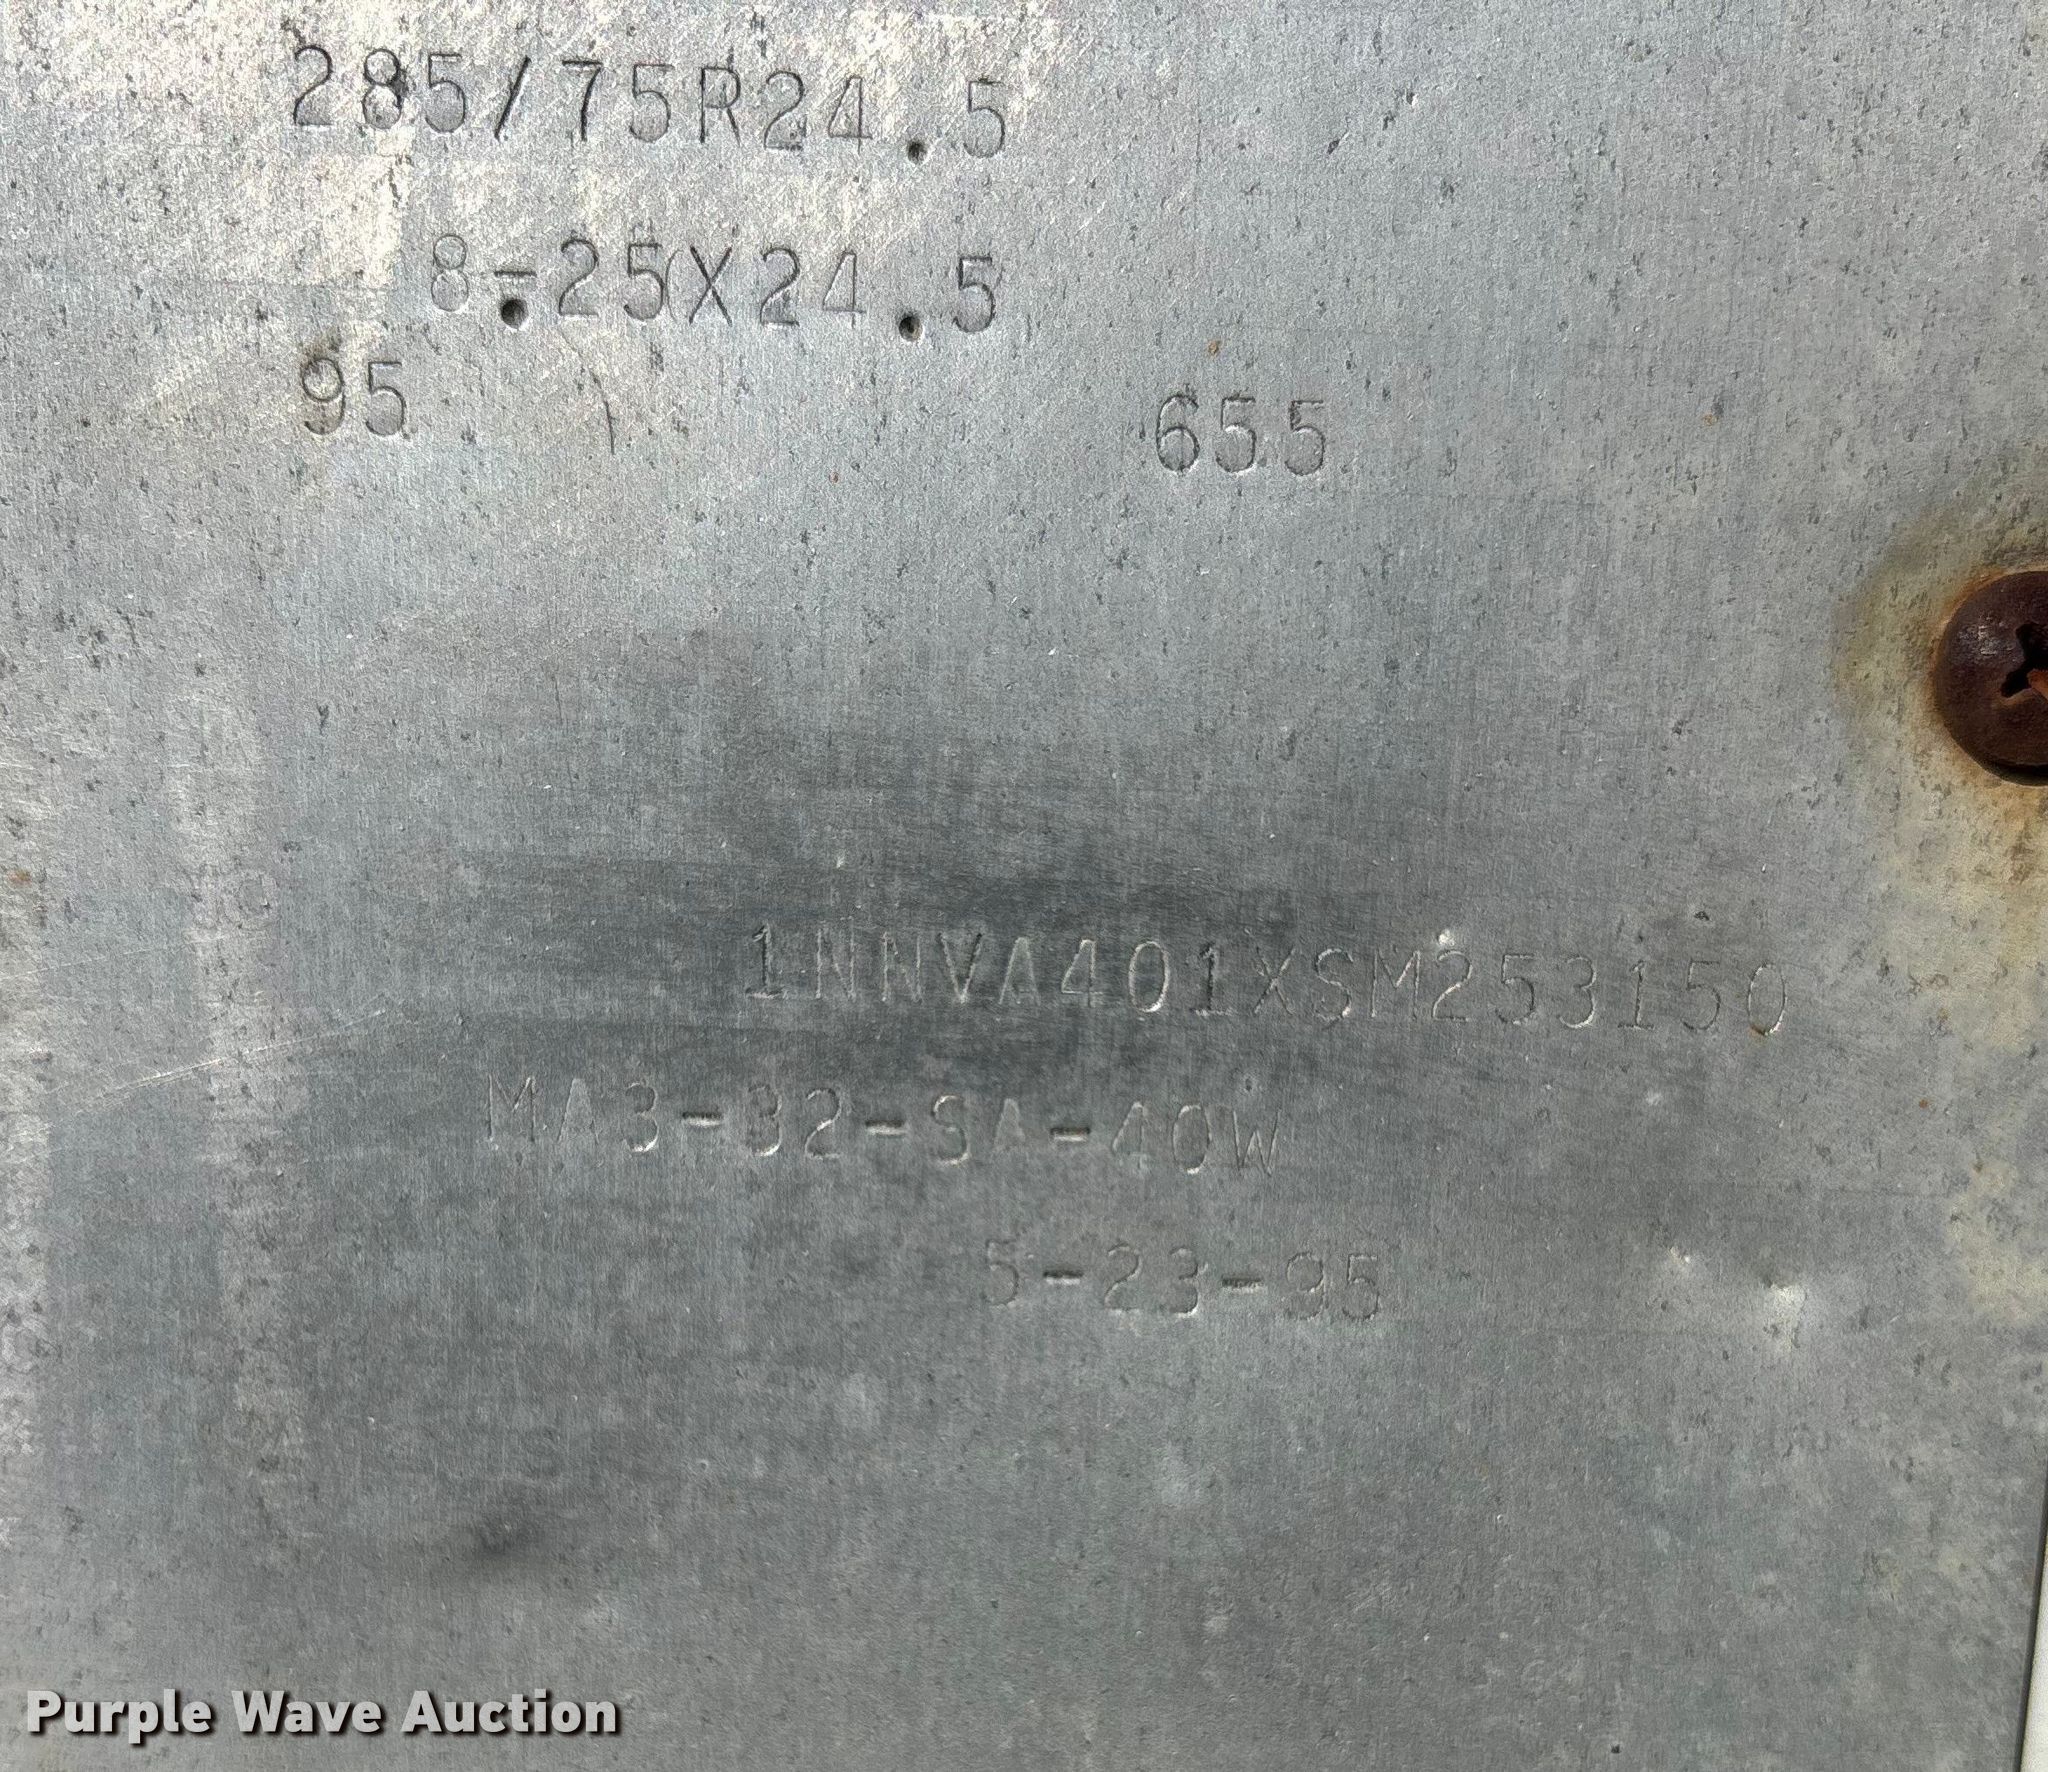 285/75R24.5
8.25X24.5
95 655
1NNVA401XSM253150
MA3-32-SA-40W
5-23-95
Purple Wave Auction